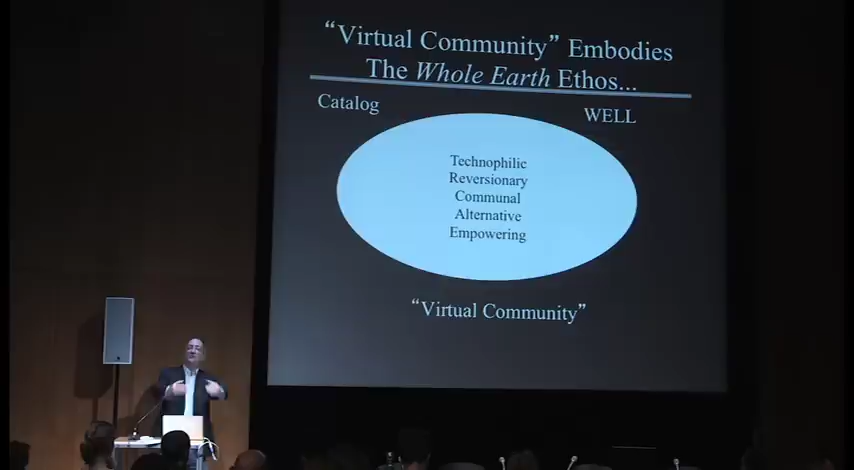 “Virtual Community” Embodies
The Whole Earth Ethos...
Catalog
WELL
Technophilic
Reversionary
Communal
Alternative
Empowering
“Virtual Community”